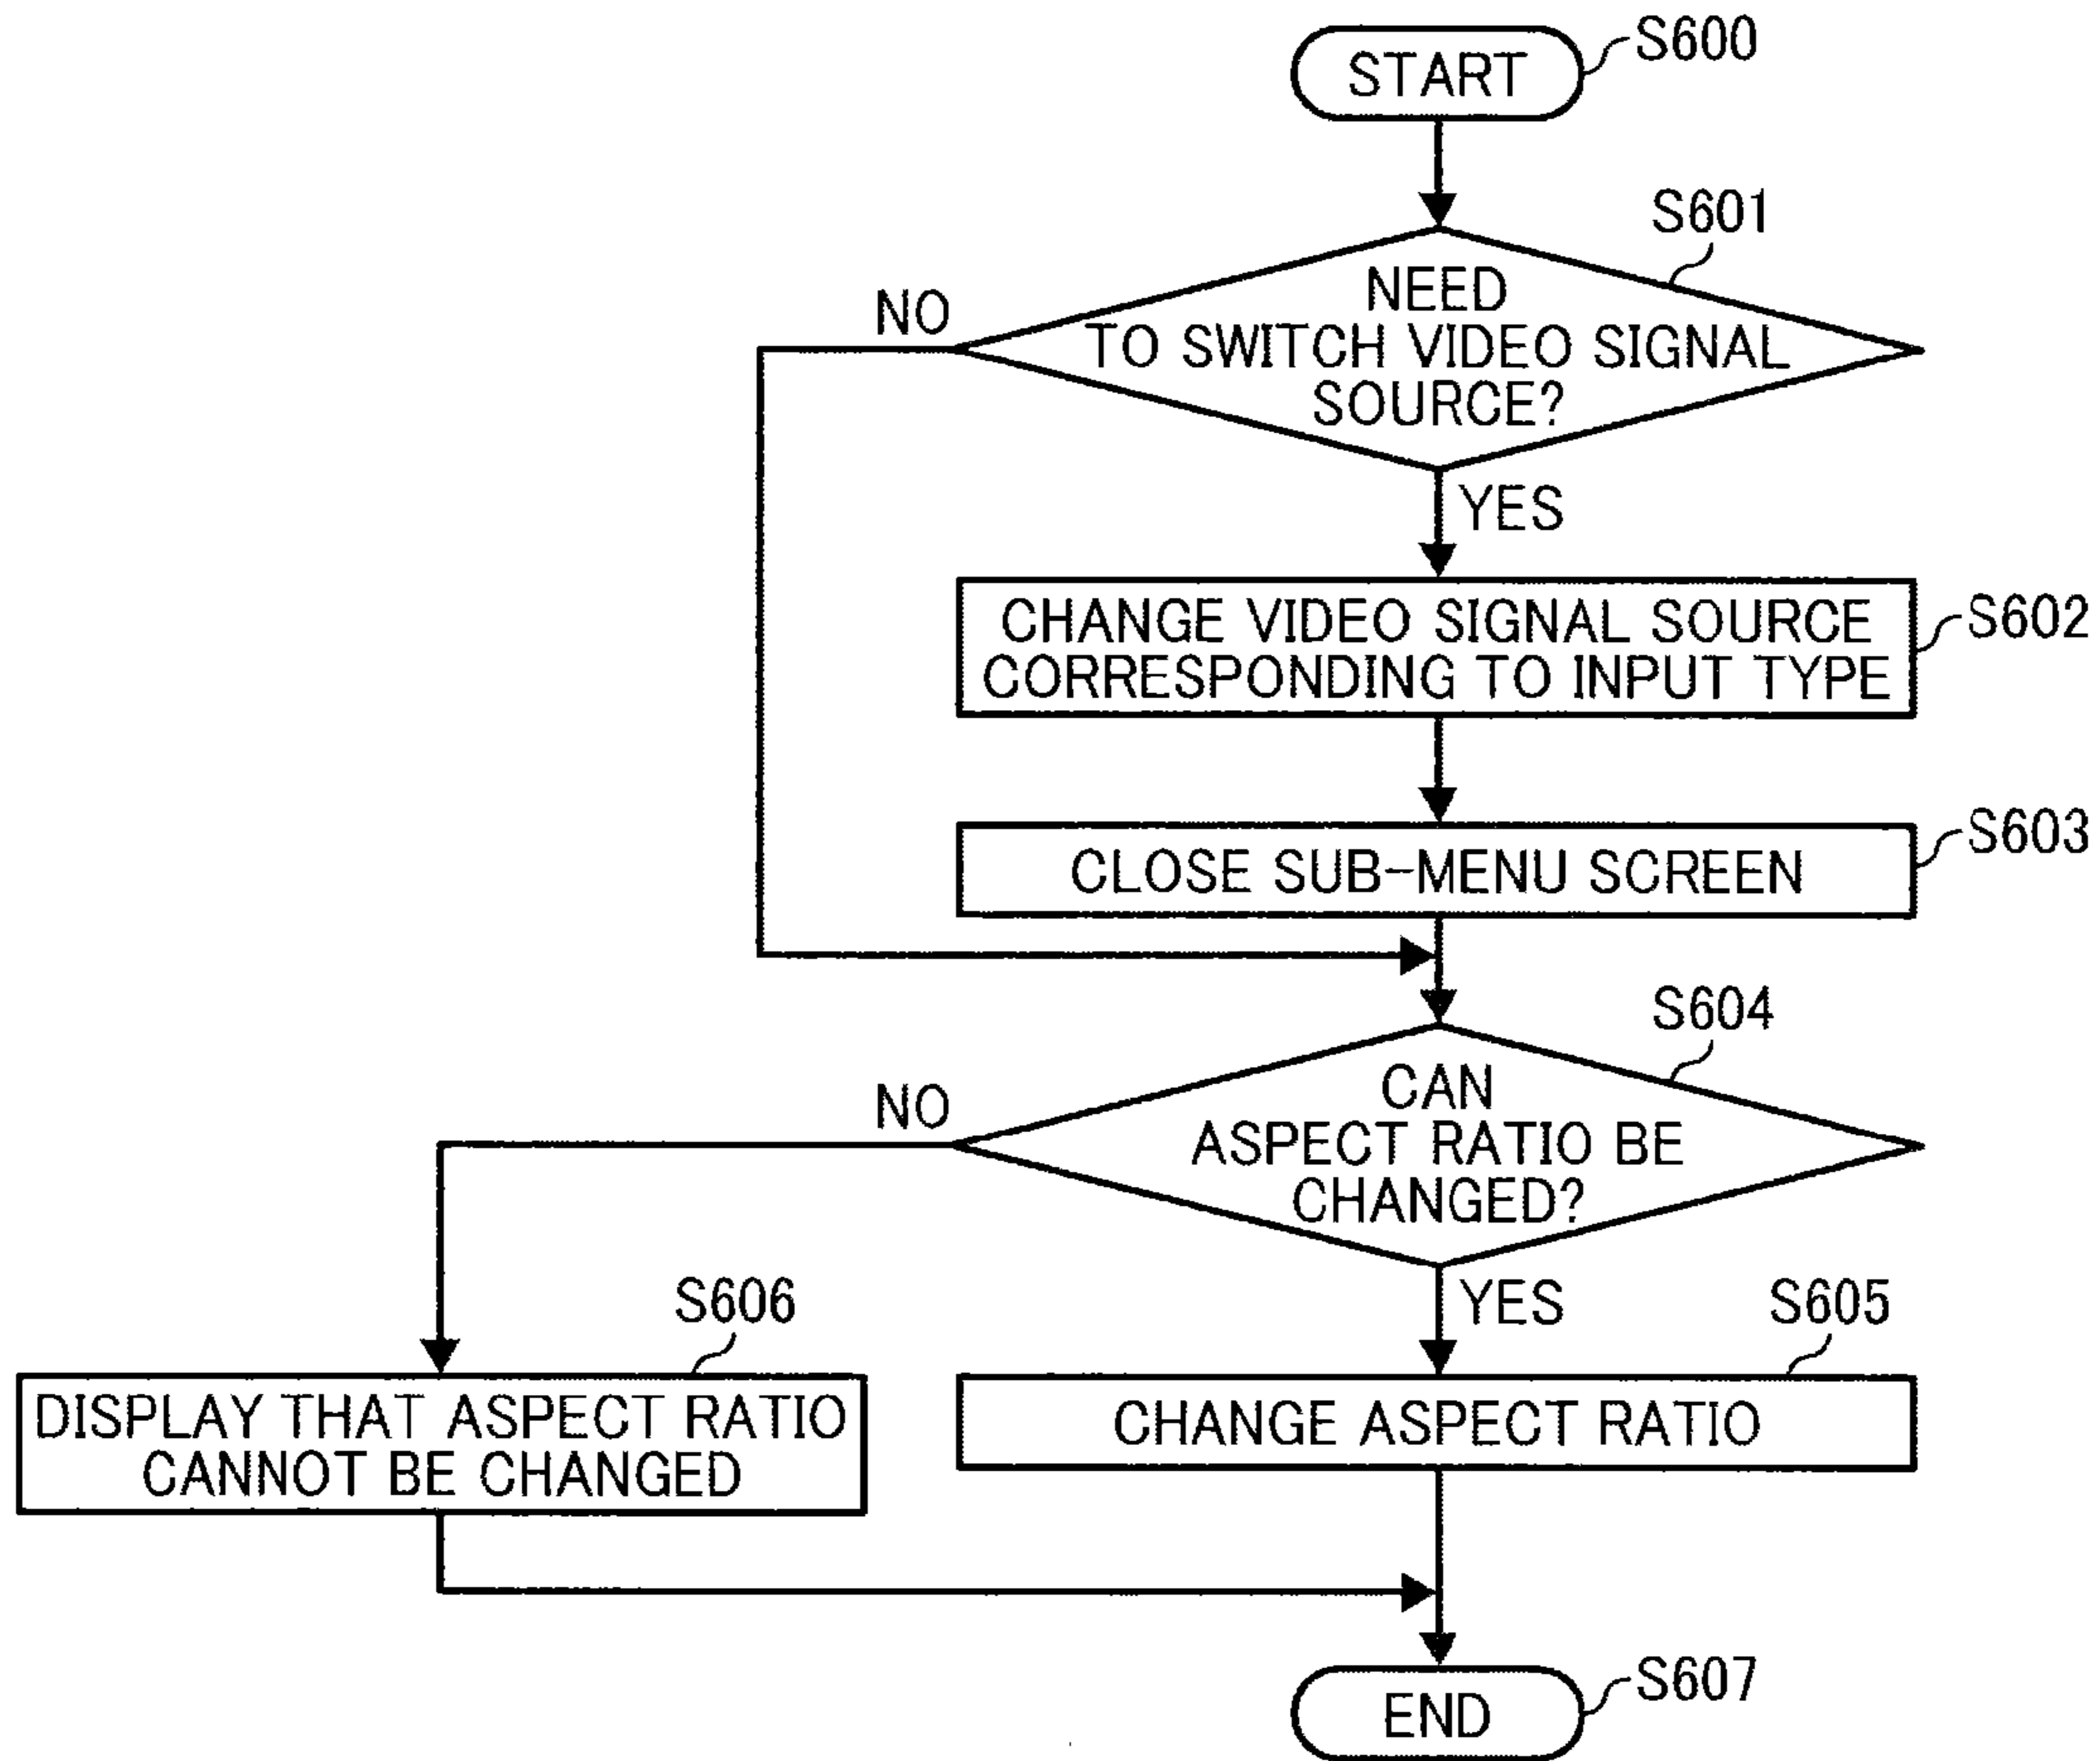 START
S600
S601
NEED
TO SWITCH VIDEO SIGNAL
SOURCE?
NO
YES
CHANGE VIDEO SIGNAL SOURCE
CORRESPONDING TO INPUT TYPE
S602
CLOSE SUB-MENU SCREEN
S603
S604
CAN
ASPECT RATIO BE
CHANGED?
NO
YES
S606
DISPLAY THAT ASPECT RATIO
CANNOT BE CHANGED
S605
CHANGE ASPECT RATIO
END
S607